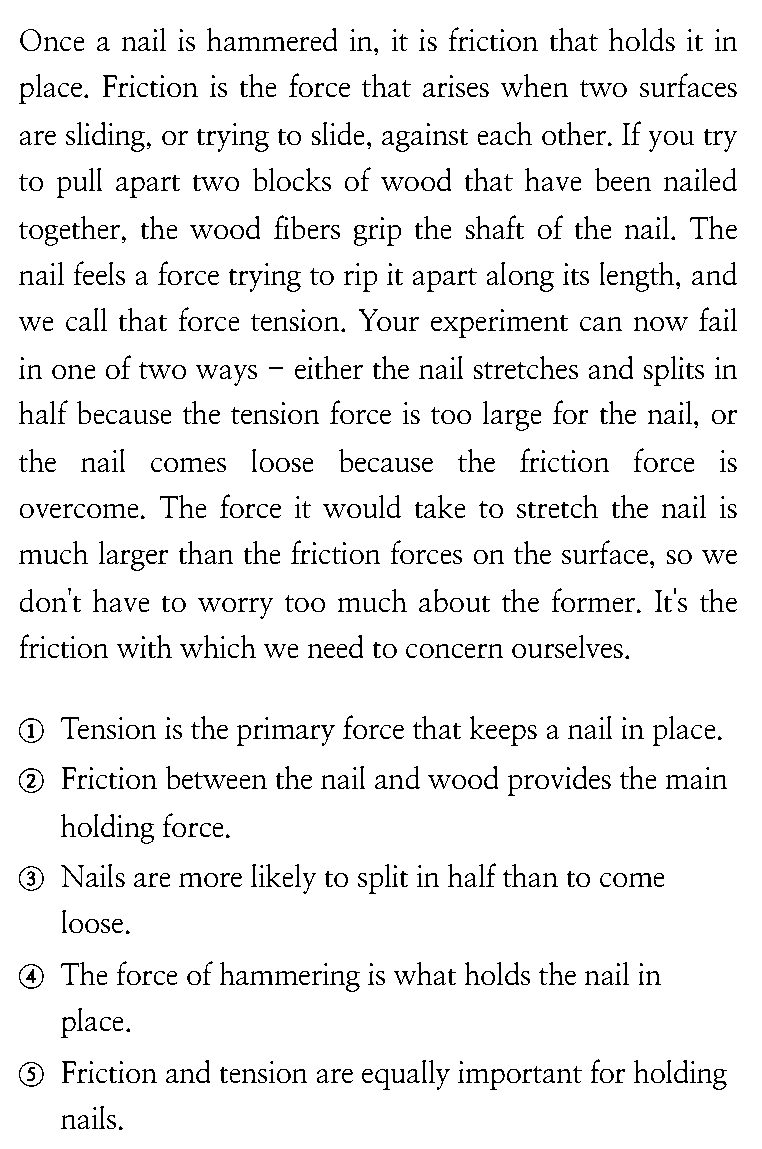 Once a nail is hammered in, it is friction that holds it in
place. Friction is the force that arises when two surfaces
are sliding, or trying to slide, against each other. If you try
to pull apart two blocks of wood that have been nailed
together, the wood fibers grip the shaft of the nail. The
nail feels a force trying to rip it apart along its length, and
we call that force tension. Your experiment can now fail
in one of two ways - either the nail stretches and splits in
half because the tension force is too large for the nail, or
the nail comes loose because the friction force is
overcome. The force it would take to stretch the nail is
much larger than the friction forces on the surface, so we
don't have to worry too much about the former. It's the
friction with which we need to concern ourselves.
① Tension is the primary force that keeps a nail in place.
② Friction between the nail and wood provides the main
holding force.
③ Nails are more likely to split in half than to come
loose.
④ The force of hammering is what holds the nail in
place.
⑤ Friction and tension are equally important for holding
nails.